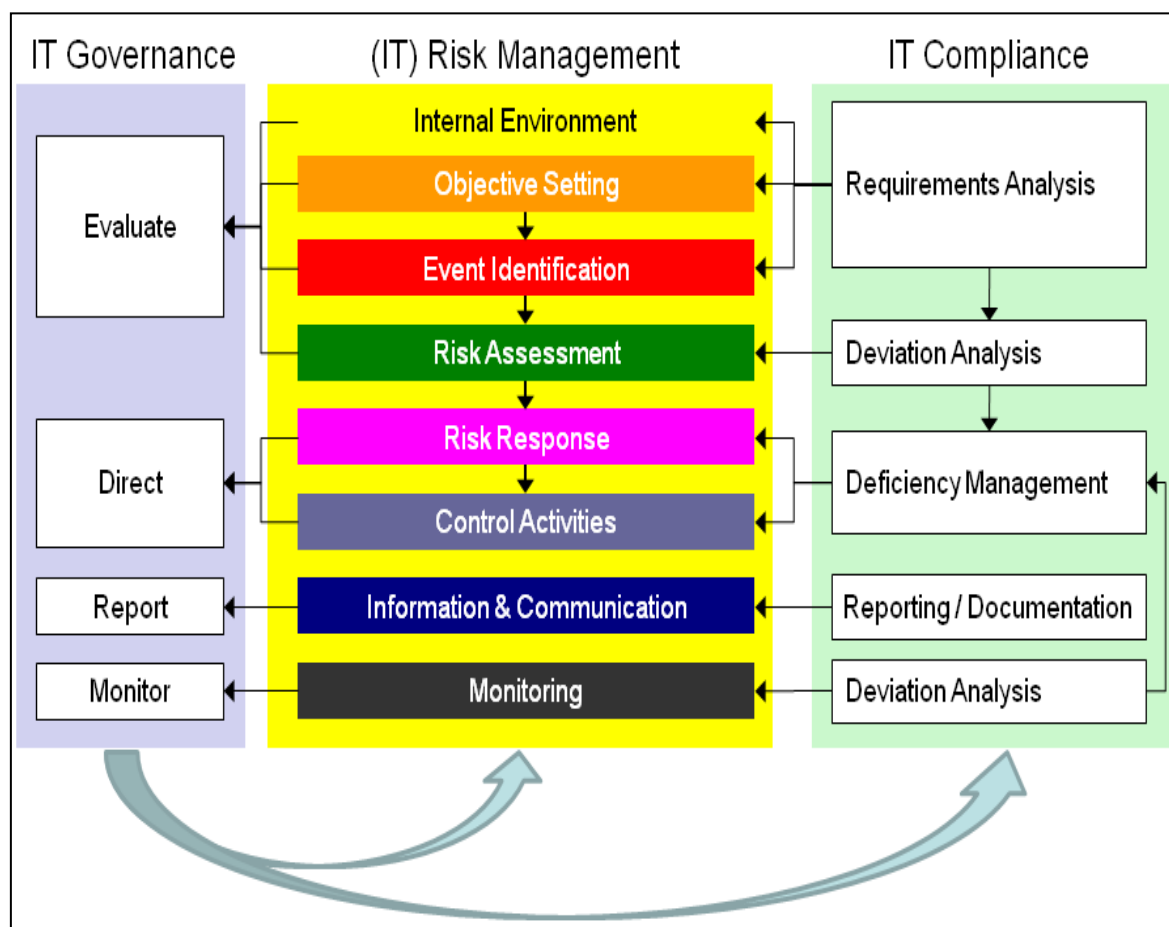 IT Governance
(IT) Risk Management
IT Compliance
Evaluate
Direct
Report
Monitor
Internal Environment
Objective Setting
Event Identification
Risk Assessment
Risk Response
Control Activities
Information & Communication
Monitoring
Requirements Analysis
Deviation Analysis
Deficiency Management
Reporting / Documentation
Deviation Analysis